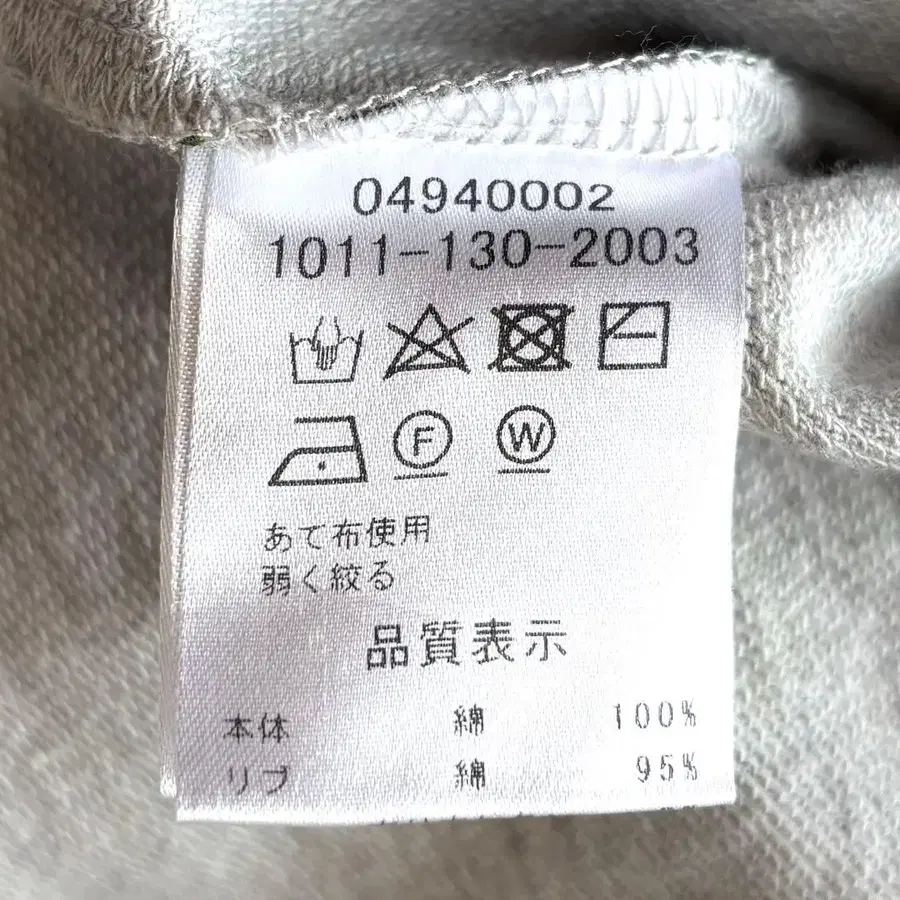 04940002
1011-130-2003
F W
あて布使用
弱く絞る
品質表示
本体 綿 100%
リブ 綿 95%